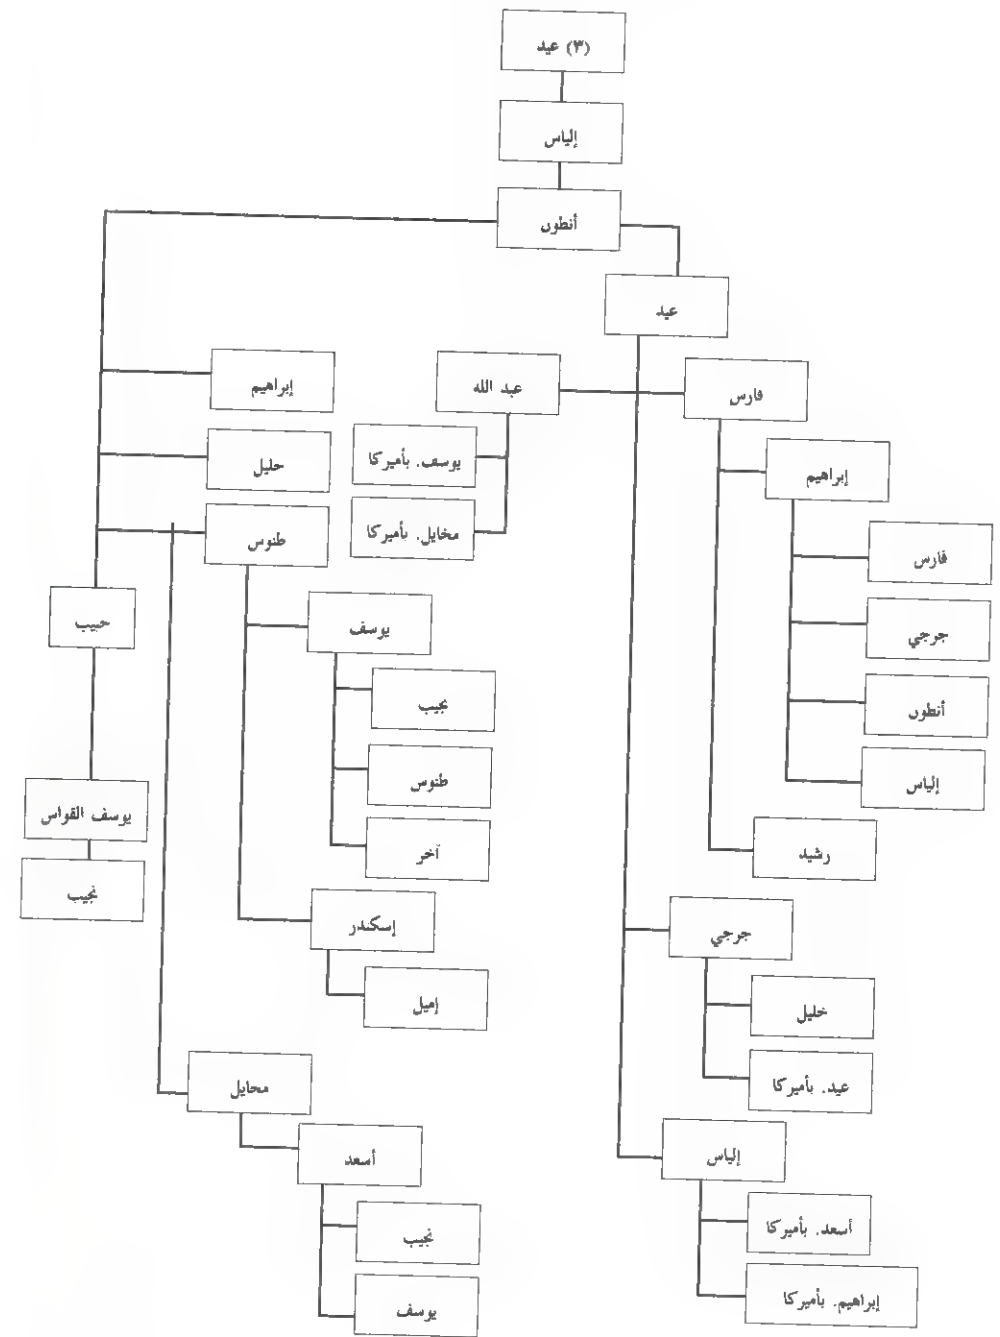 (٣) عيد
إلياس
أنطون
عيد
فارس
عبد الله
إبراهيم
يوسف. بأميركا
إبراهيم
خليل
مخايل. بأميركا
طنوس
فارس
جرجي
يوسف
حبيب
نجيب
أنطون
طنوس
إلياس
يوسف القواس
آخر
رشيد
نجيب
إسكندر
جرجي
إميل
خليل
مخايل
عيد. بأميركا
أسعد
إلياس
نجيب
أسعد. بأميركا
يوسف
إبراهيم. بأميركا